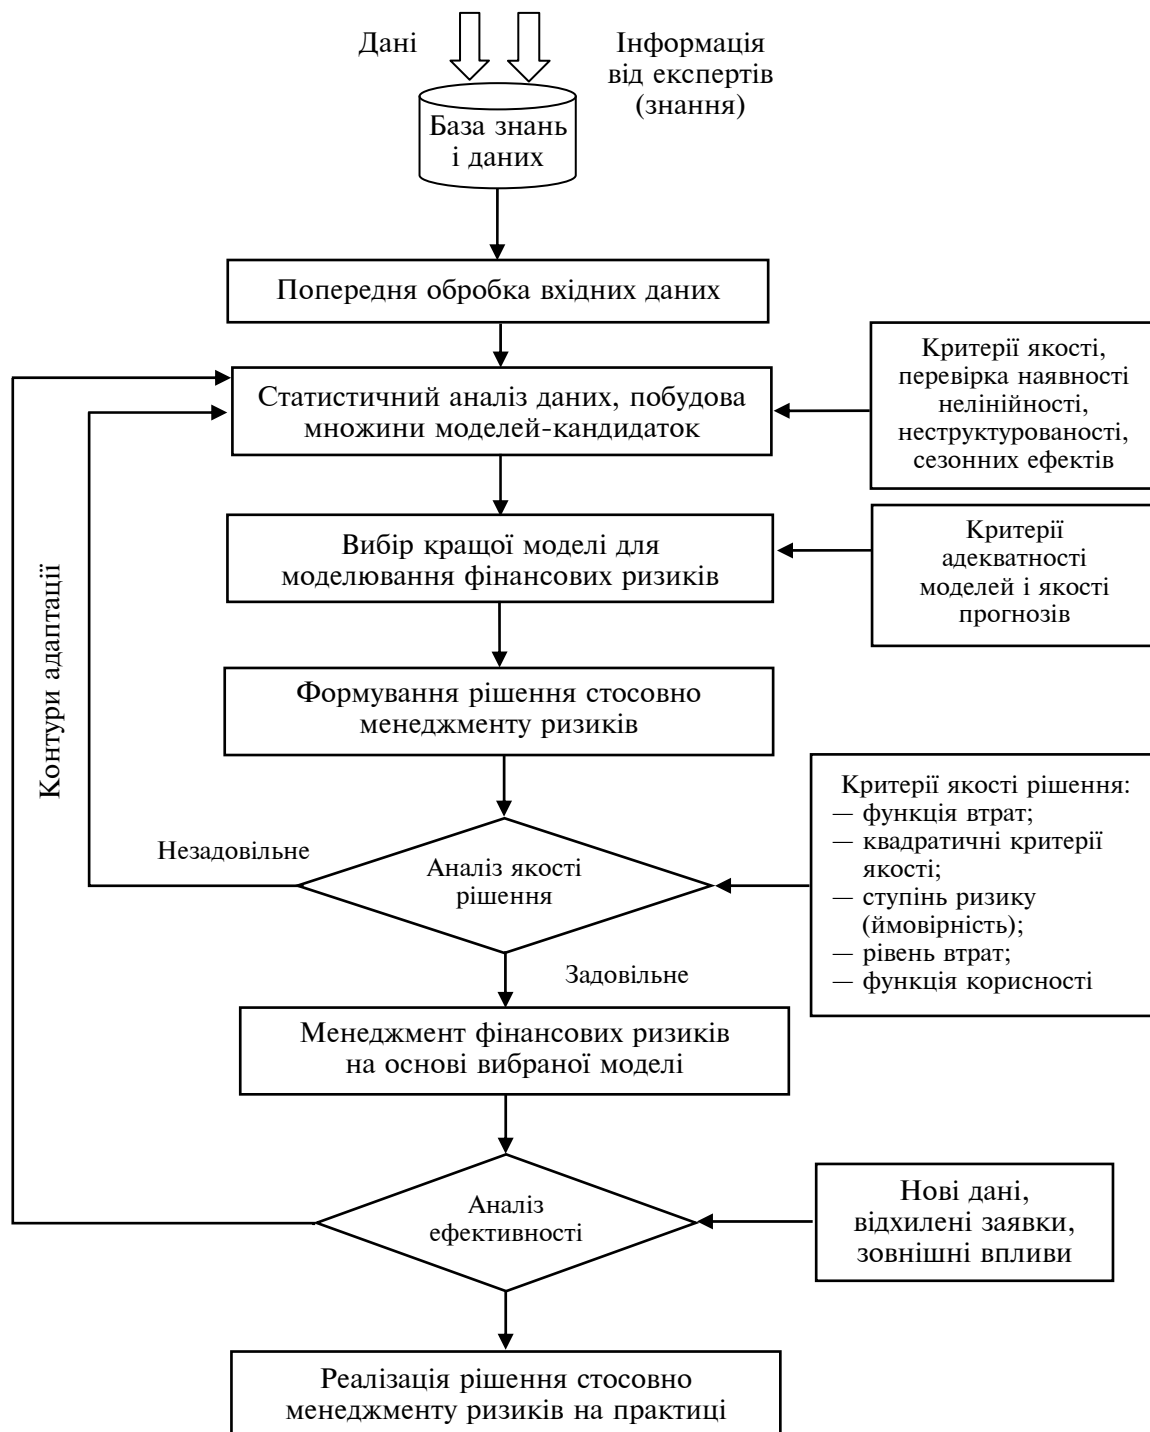 Дані
Інформація
від експертів
(знання)
База знань
і даних
Попередня обробка вхідних даних
Критерії якості,
перевірка наявності
нелінійності,
неструктурованості,
сезонних ефектів
Статистичний аналіз даних, побудова
множини моделей-кандидаток
Вибір кращої моделі для
моделювання фінансових ризиків
Критерії
адекватності
моделей і якості
прогнозів
Контури адаптації
Формування рішення стосовно
менеджменту ризиків
Незадовільне
Аналіз якості
рішення
Критерії якості рішення:
— функція втрат;
— квадратичні критерії
якості;
— ступінь ризику
(ймовірність);
— рівень втрат;
— функція корисності
Задовільне
Менеджмент фінансових ризиків
на основі вибраної моделі
Аналіз
ефективності
Нові дані,
відхилені заявки,
зовнішні впливи
Реалізація рішення стосовно
менеджменту ризиків на практиці